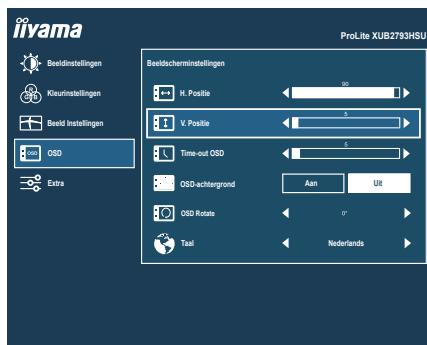 iiyama
ProLite XUB2793HSU
Beeldinstellingen
Kleurinstellingen
R
G B
Beeld Instellingen
OSD OSD
Extra
Beeldscherminstellingen
H. Positie 90
V. Positie 5
Time-out OSD 5
OSD-achtergrond Aan Uit
OSD Rotate 0°
Taal Nederlands